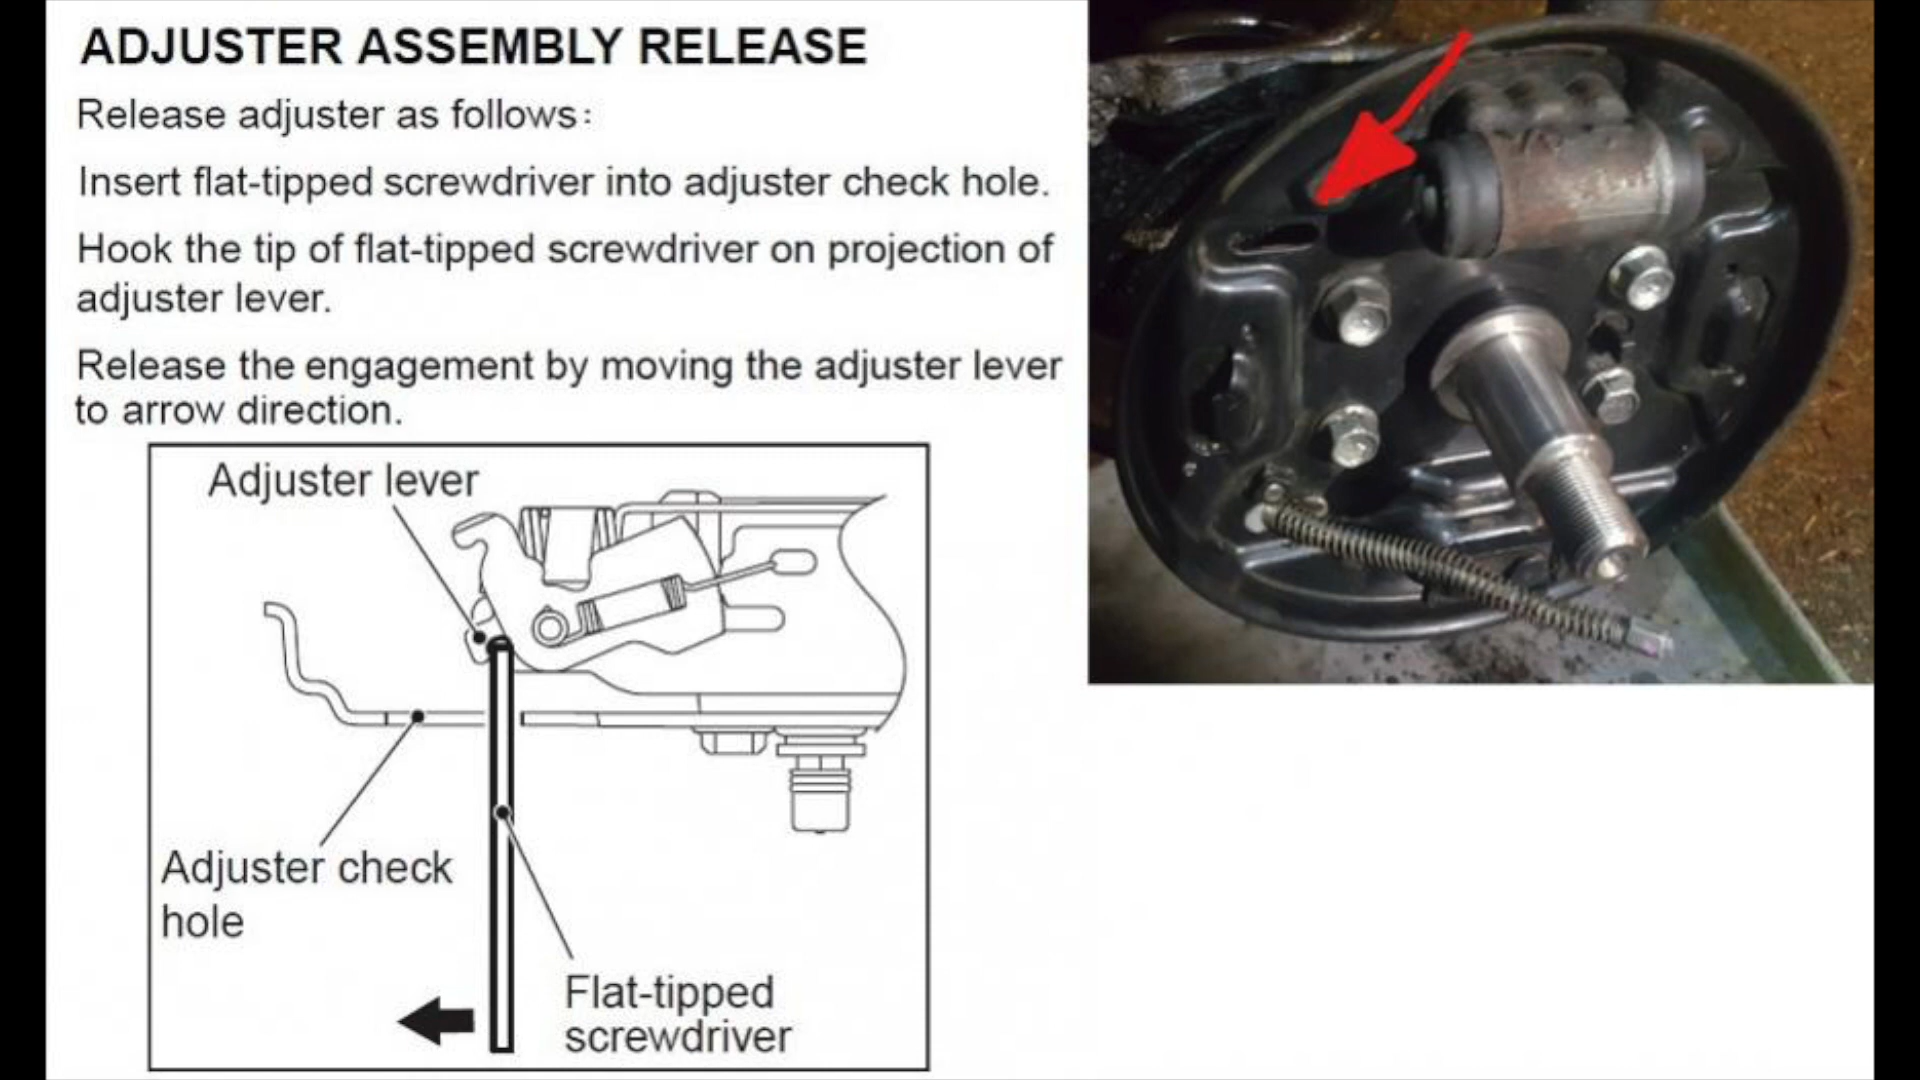 ADJUSTER ASSEMBLY RELEASE
Release adjuster as follows:
Insert flat-tipped screwdriver into adjuster check hole.
Hook the tip of flat-tipped screwdriver on projection of
adjuster lever.
Release the engagement by moving the adjuster lever
to arrow direction.
Adjuster lever
Adjuster check
hole
Flat-tipped
screwdriver